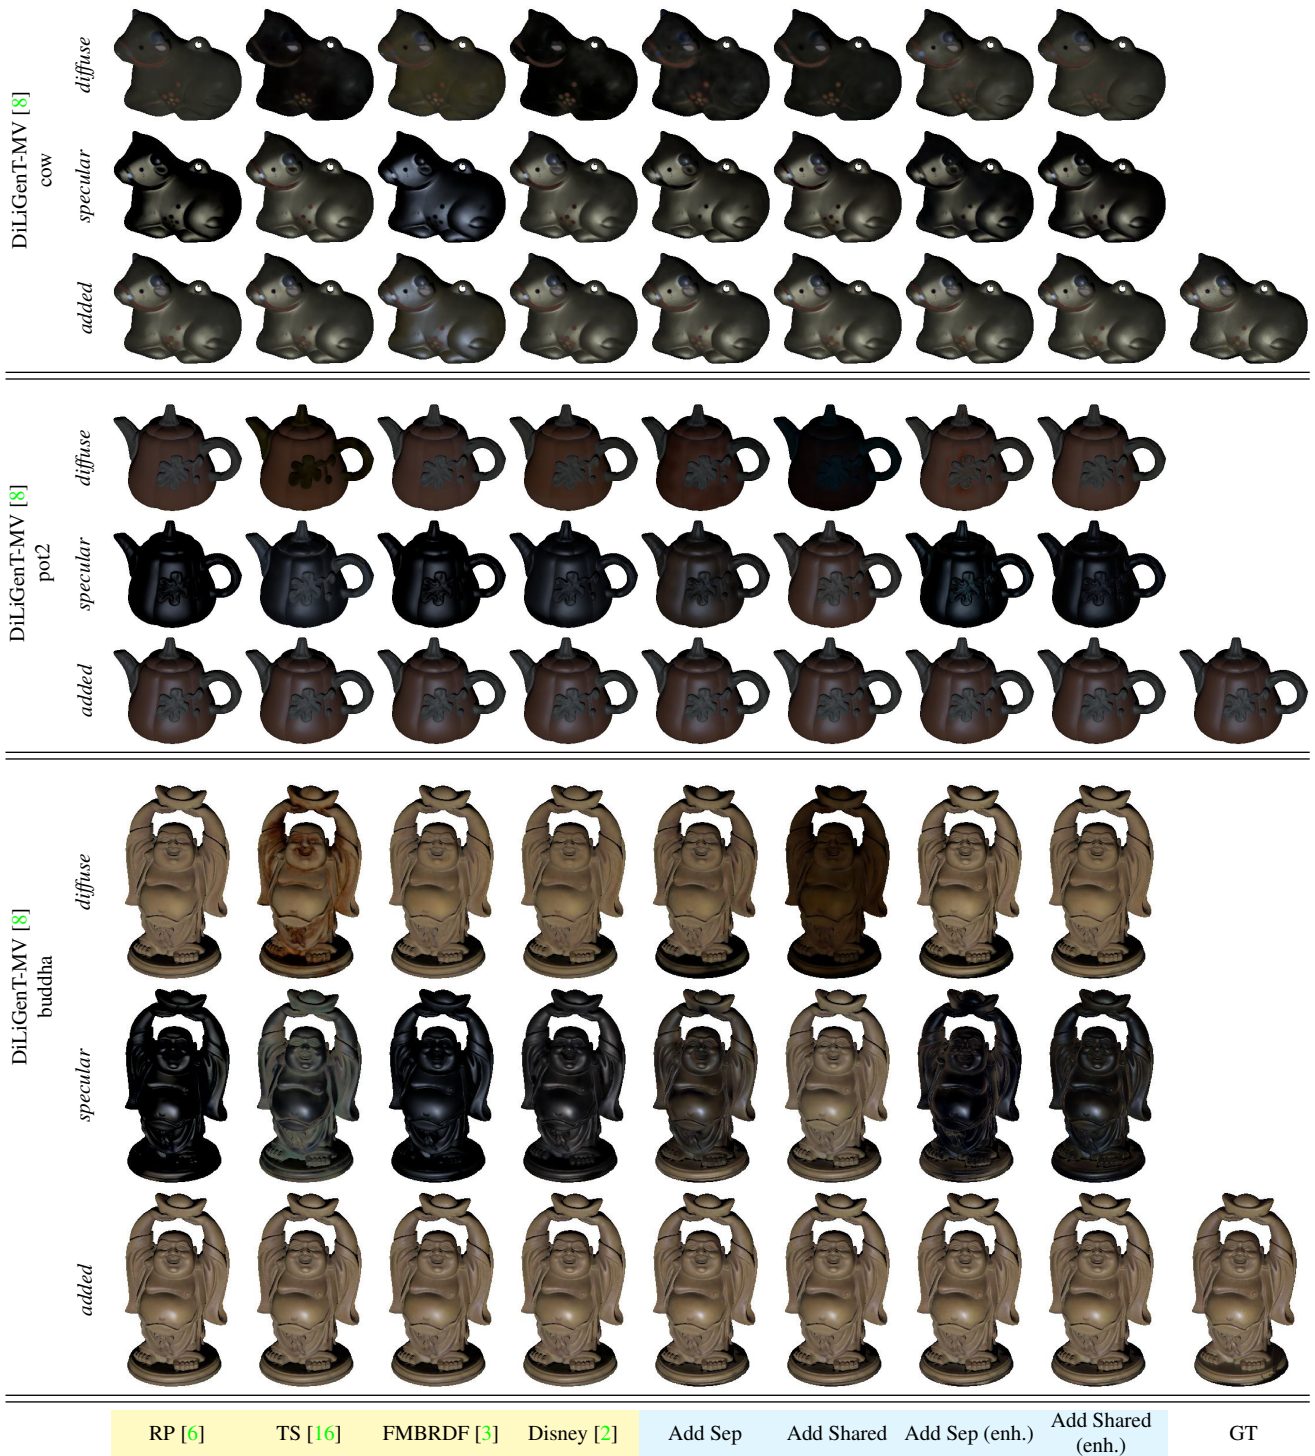 DiLiGenT-MV [8]
cow
diffuse
specular
added
DiLiGenT-MV [8]
pot2
diffuse
specular
added
DiLiGenT-MV [8]
buddha
diffuse
specular
added
RP [6] TS [16] FMBRDF [3] Disney [2] Add Sep Add Shared Add Sep (enh.) Add Shared (enh.) GT